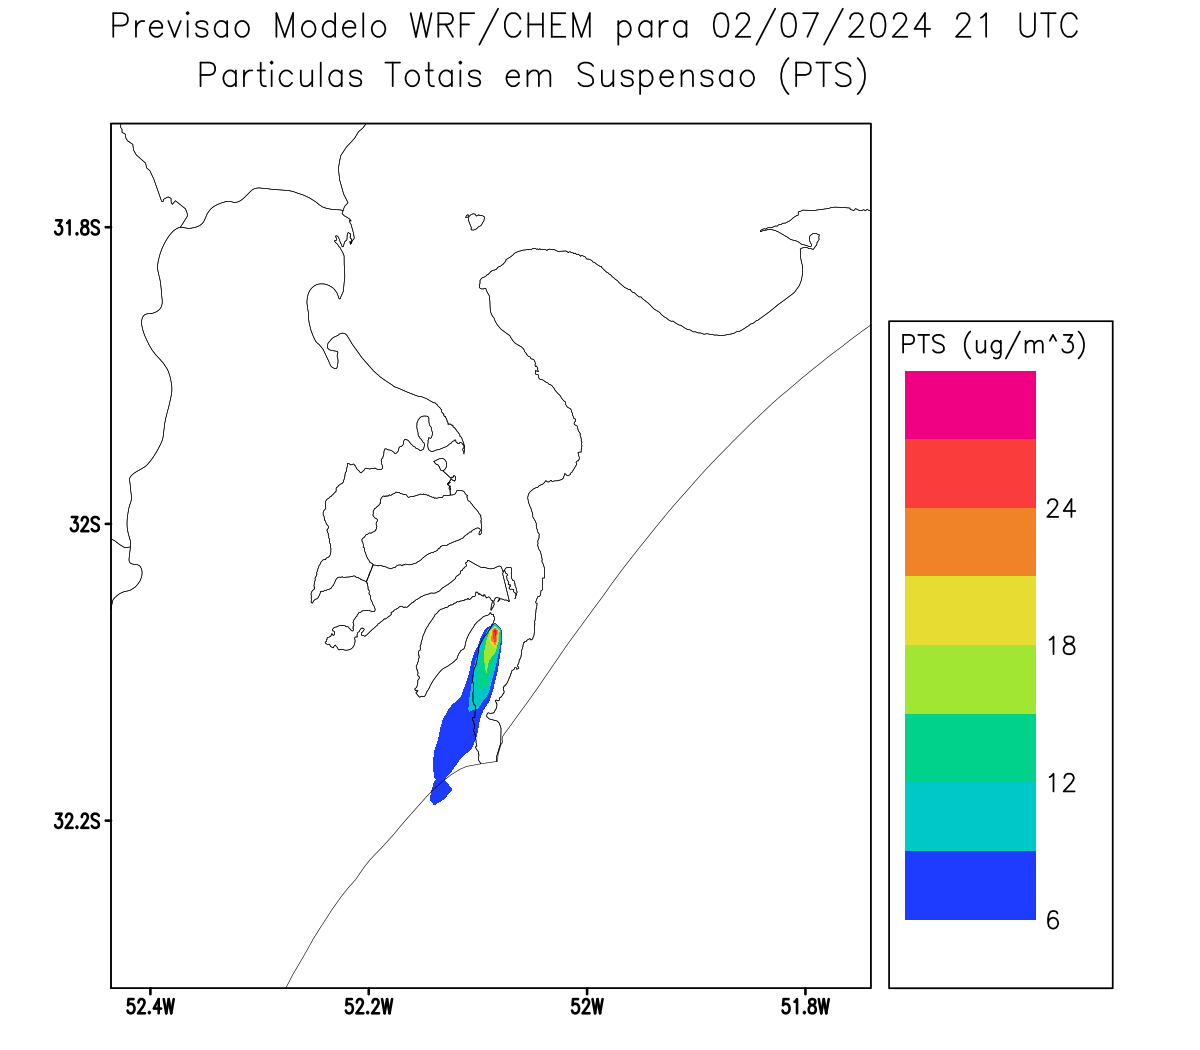 Previsao Modelo WRF/CHEM para 02/07/2024 21 UTC
Particulas Totais em Suspensao (PTS)
31.8S
32S
32.2S
52.4W
52.2W
52W
51.8W
PTS (ug/m^3)
24
18
12
6